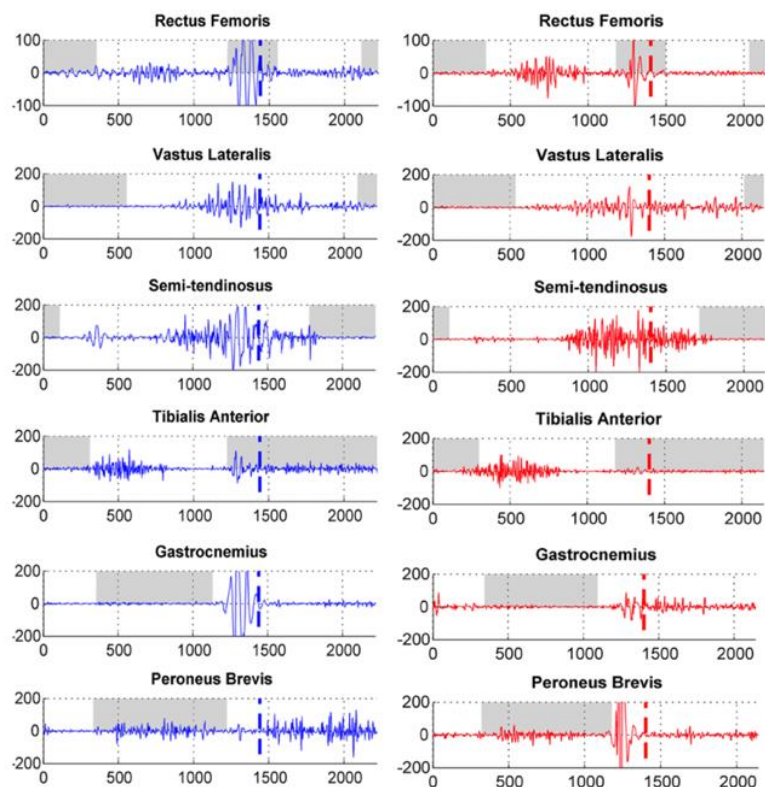 Rectus Femoris
Rectus Femoris
100
0
-100
0 500 1000 1500 2000
100
0
-100
0 500 1000 1500 2000
Vastus Lateralis
Vastus Lateralis
200
0
-200
0 500 1000 1500 2000
200
0
-200
0 500 1000 1500 2000
Semi-tendinosus
Semi-tendinosus
200
0
-200
0 500 1000 1500 2000
200
0
-200
0 500 1000 1500 2000
Tibialis Anterior
Tibialis Anterior
200
0
-200
0 500 1000 1500 2000
200
0
-200
0 500 1000 1500 2000
Gastrocnemius
Gastrocnemius
200
0
-200
0 500 1000 1500 2000
200
0
-200
0 500 1000 1500 2000
Peroneus Brevis
Peroneus Brevis
200
0
-200
0 500 1000 1500 2000
200
0
-200
0 500 1000 1500 2000